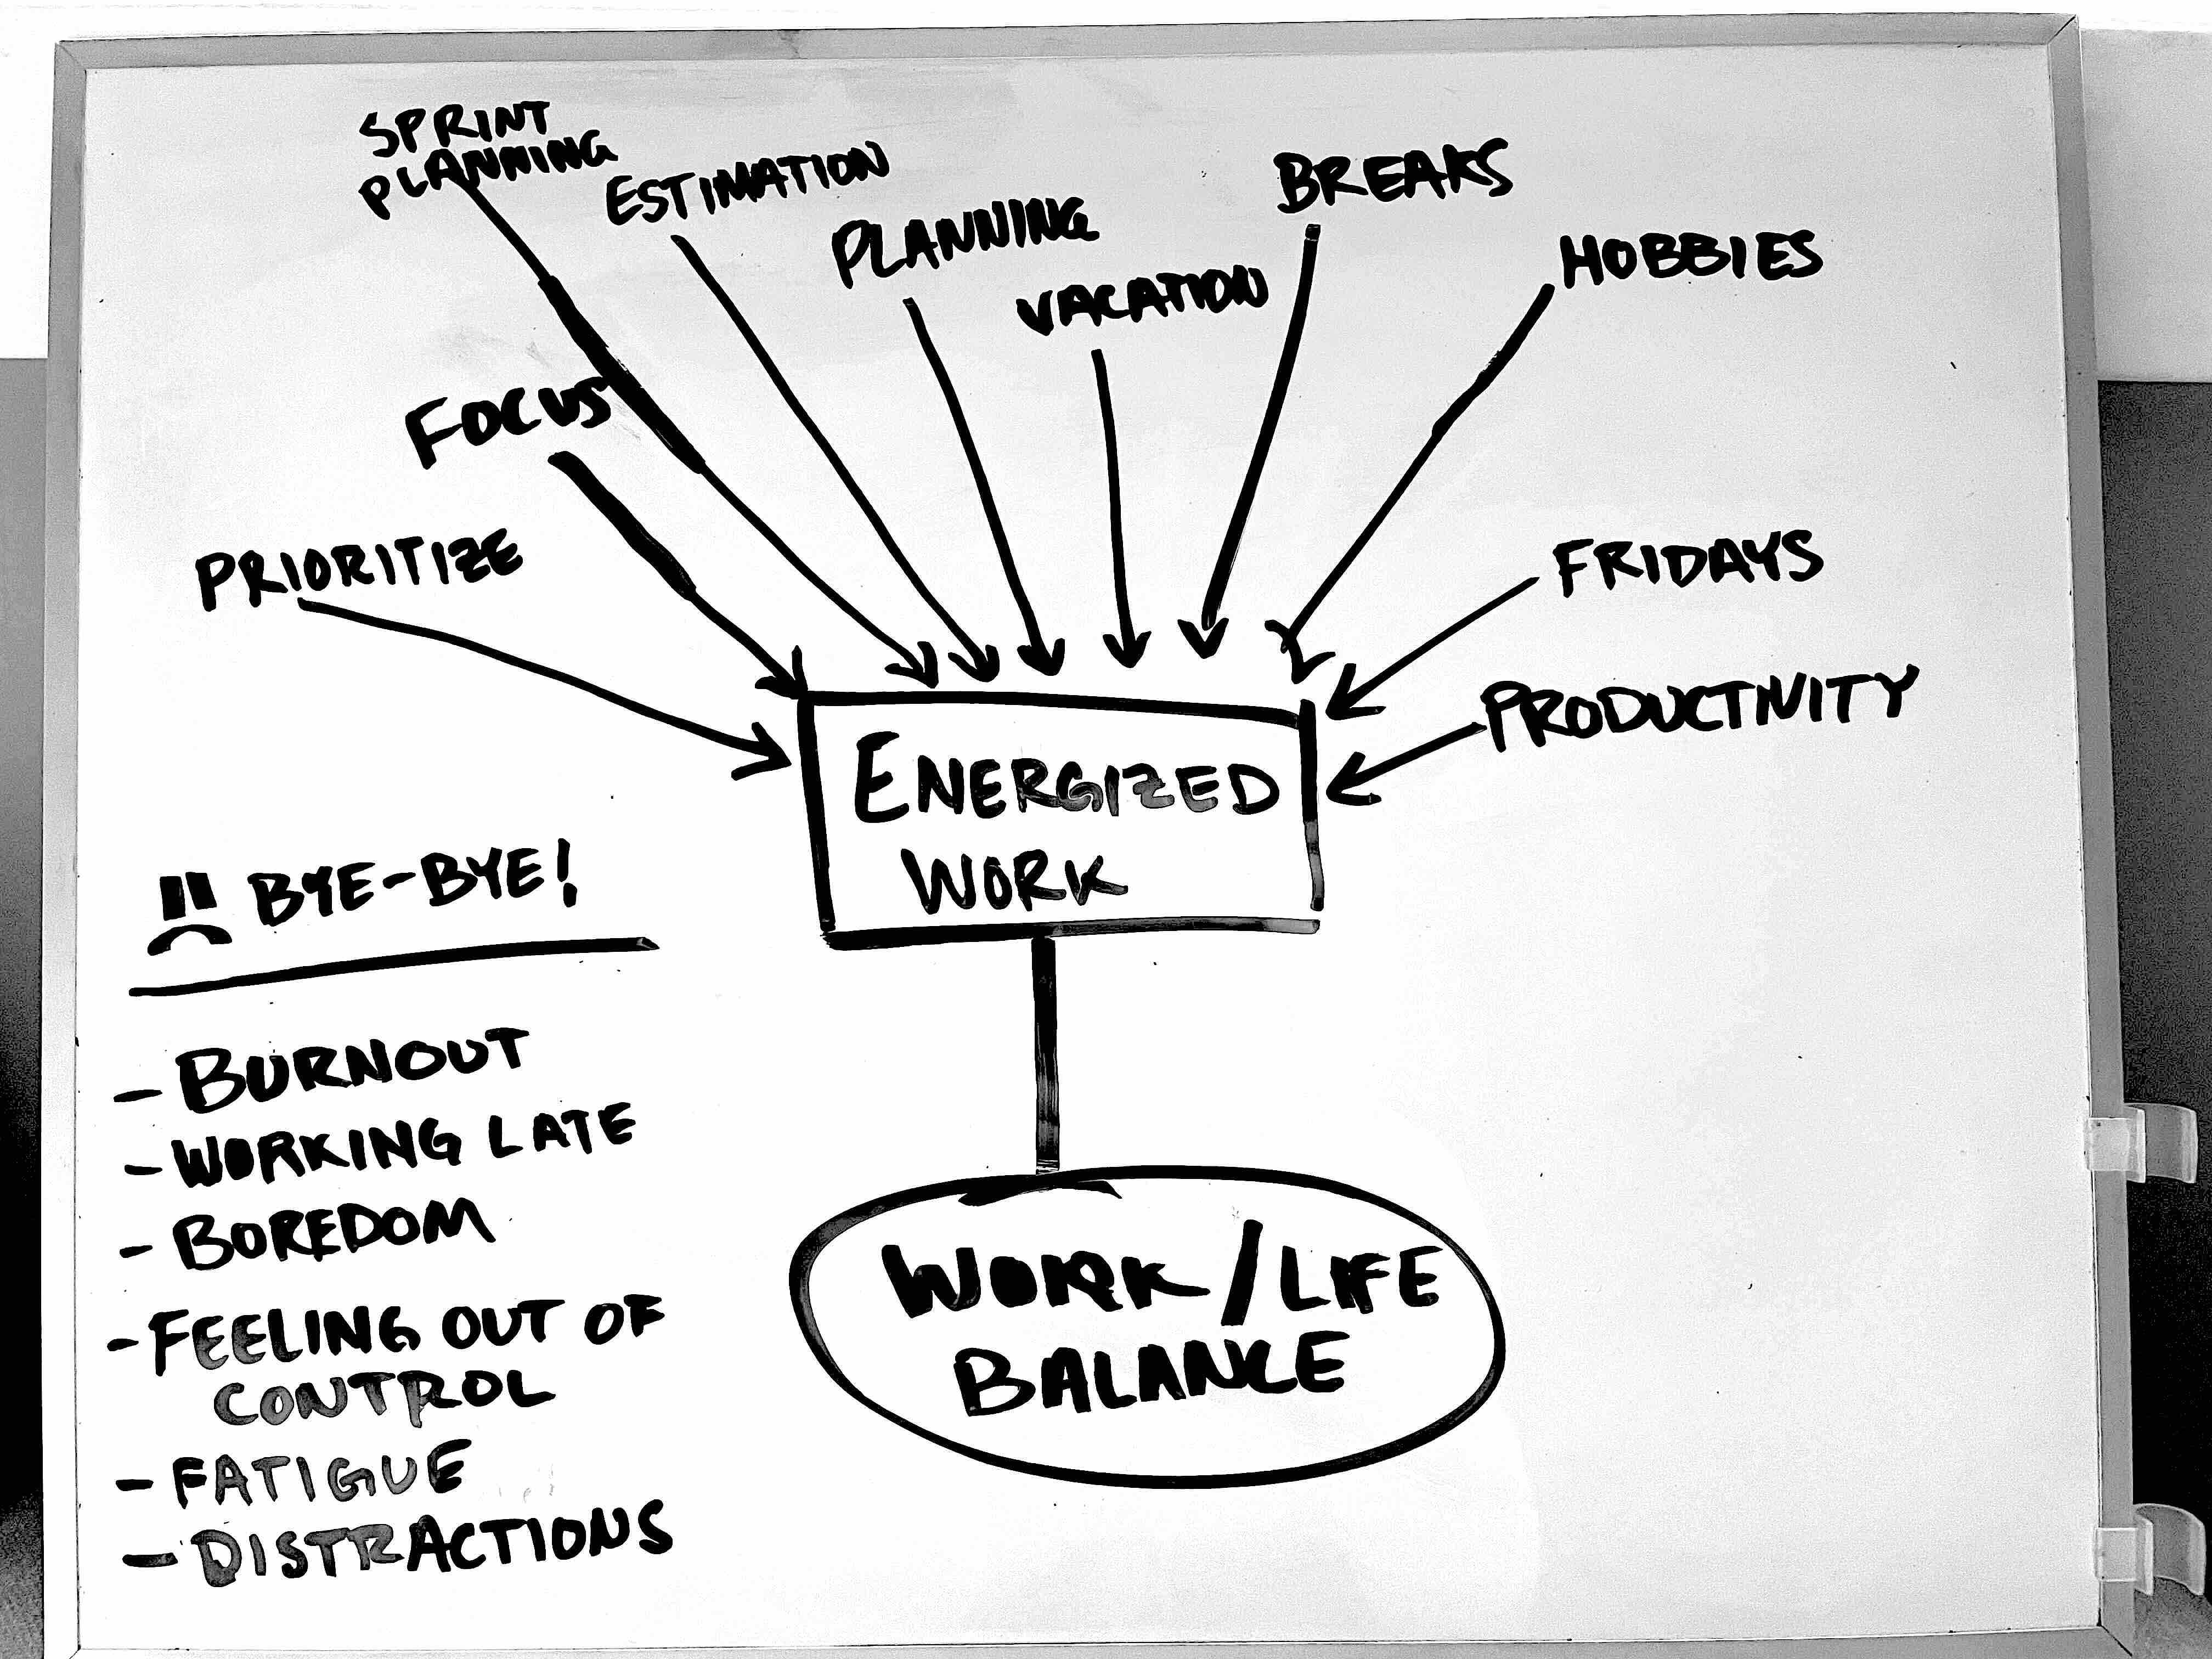 SPRINT
PLANNING
ESTIMATION
PLANNING
VACATION
BREAKS
HOBBIES
FOCUS
PRIORITIZE
FRIDAYS
PRODUCTIVITY
ENERGIZED
WORK
BYE-BYE!
- BURNOUT
- WORKING LATE
- BOREDOM
- FEELING OUT OF
CONTROL
- FATIGUE
- DISTRACTIONS
WORK/LIFE
BALANCE